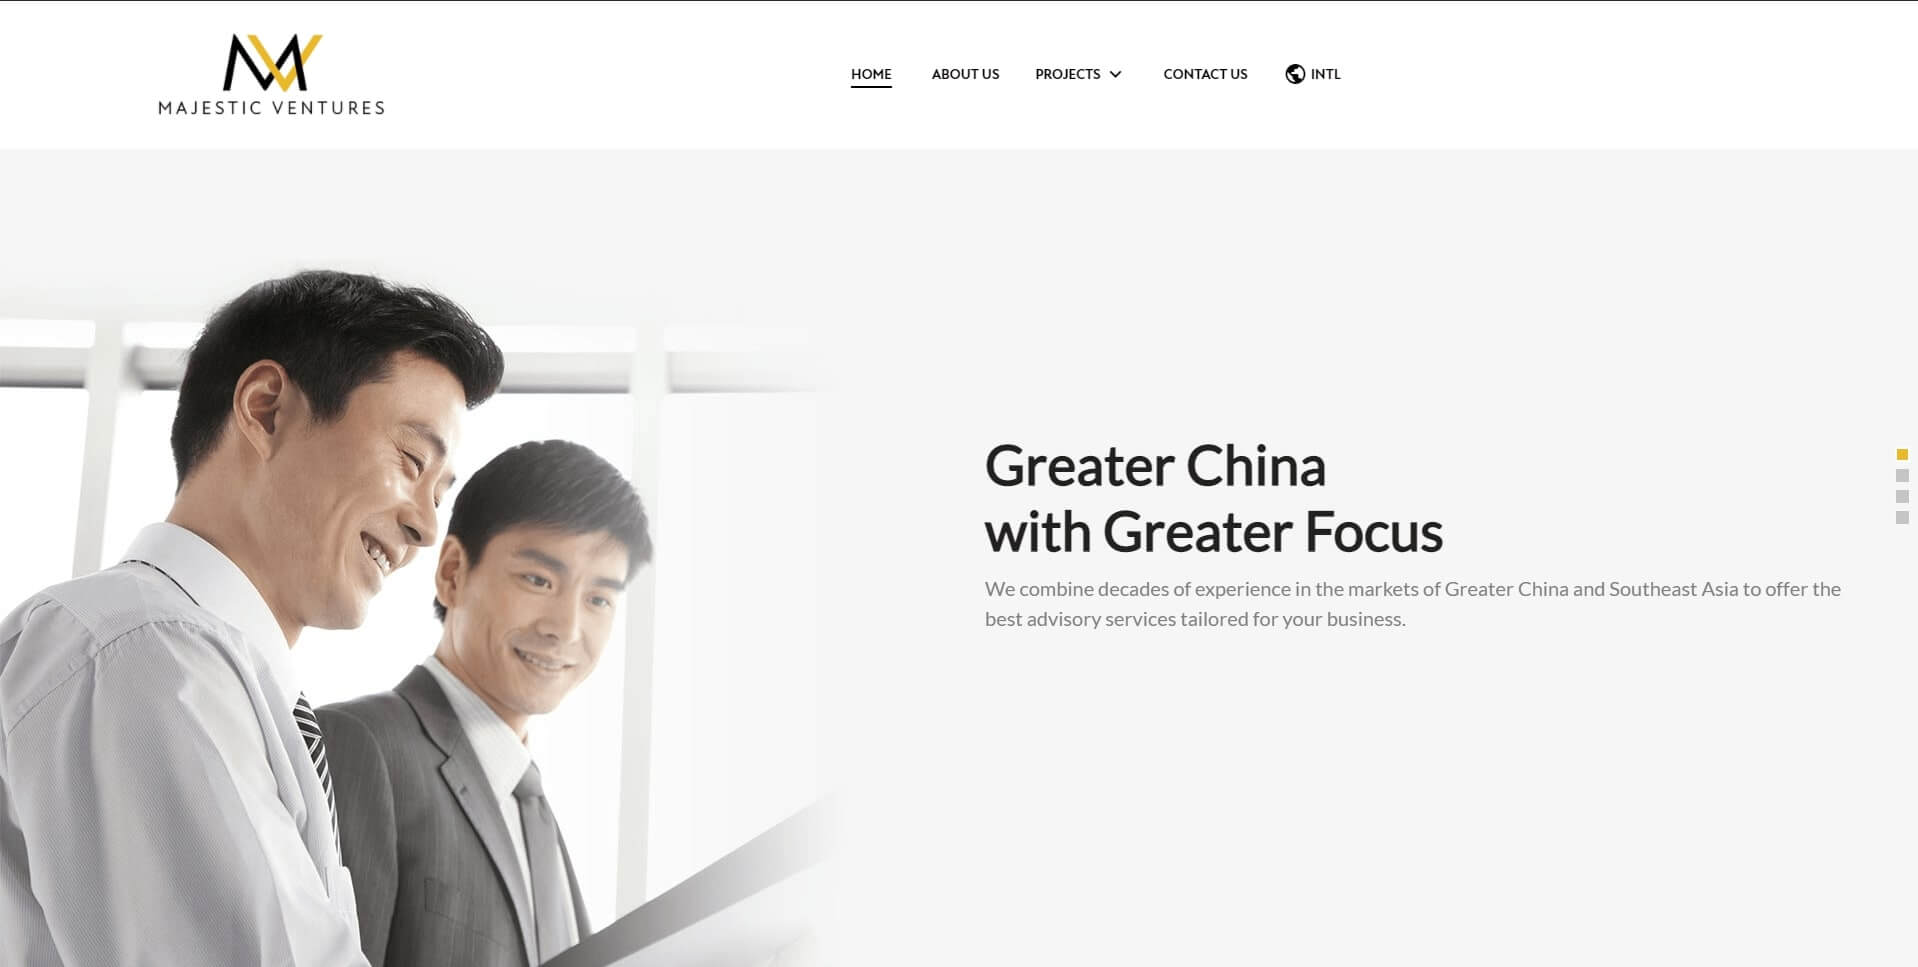 MAJESTIC VENTURES
HOME
ABOUT US
PROJECTS
CONTACT US
INTL
Greater China
with Greater Focus
We combine decades of experience in the markets of Greater China and Southeast Asia to offer the
best advisory services tailored for your business.